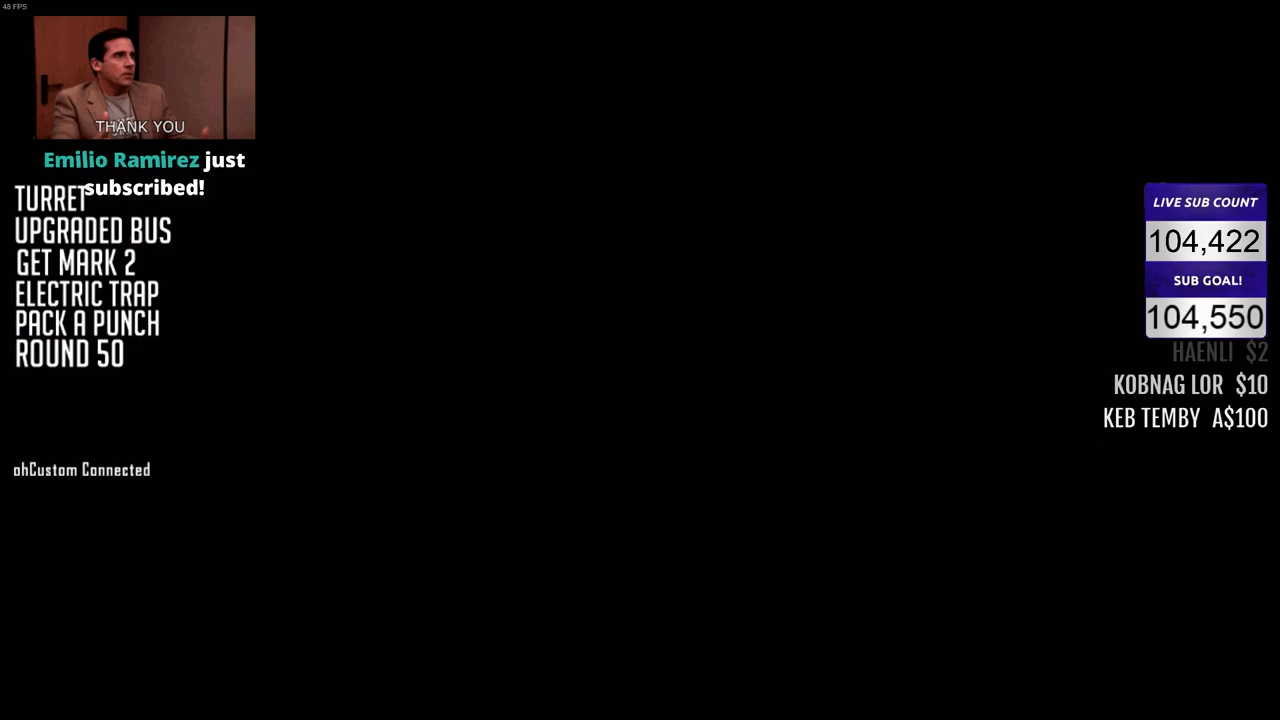 48 FPS
THANK YOU
Emilio Ramirez just
subscribed!
TURRET
UPGRADED BUS
GET MARK 2
ELECTRIC TRAP
PACK A PUNCH
ROUND 50
ohCustom Connected
LIVE SUB COUNT
104,422
SUB GOAL!
104,550
HAENLI $2
KOBNAG LOR $10
KEB TEMBY A$100